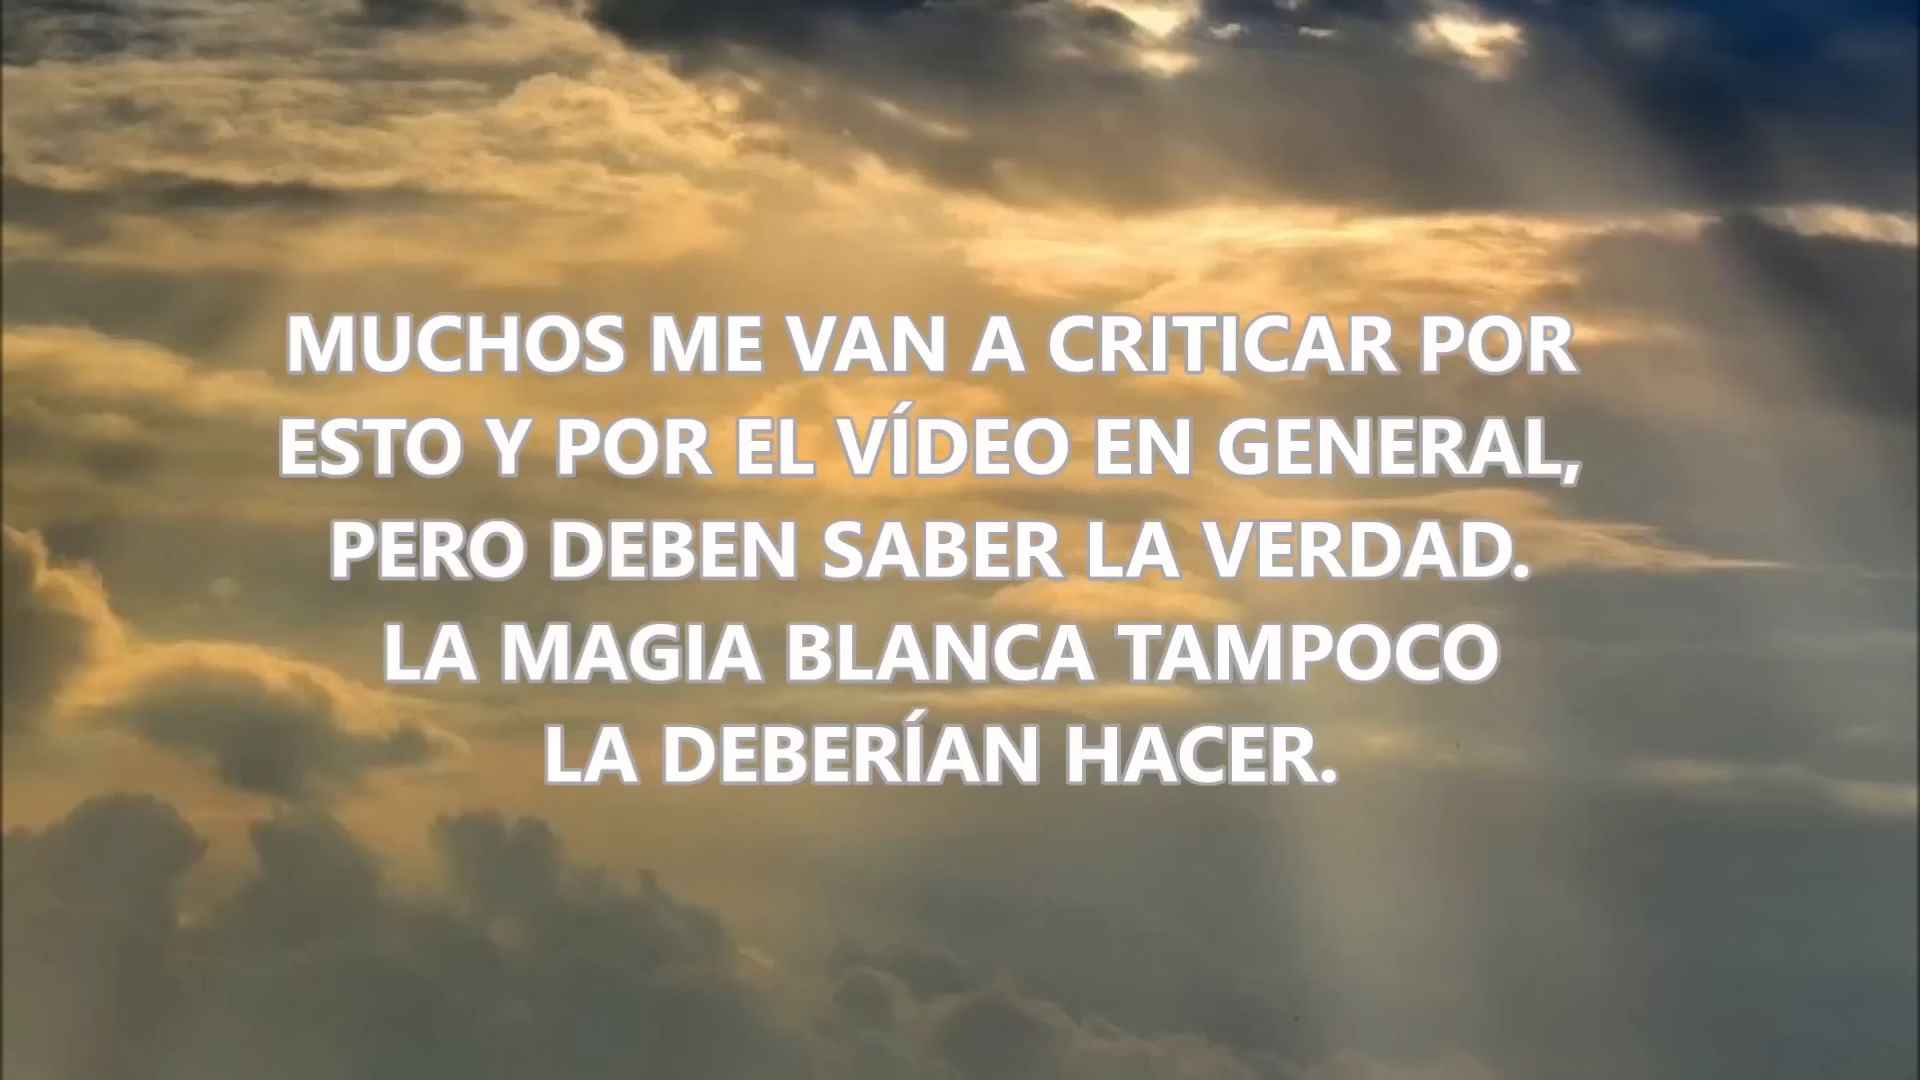 MUCHOS ME VAN A CRITICAR POR
ESTO Y POR EL VÍDEO EN GENERAL,
PERO DEBEN SABER LA VERDAD.
LA MAGIA BLANCA TAMPOCO
LA DEBERÍAN HACER.